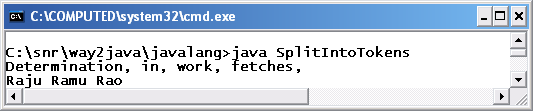 C:\COMPUTED\system32\cmd.exe
C:\snr\way2java\javalang>java SplitIntoTokens
Determination, in, work, fetches,
Raju Ramu Rao